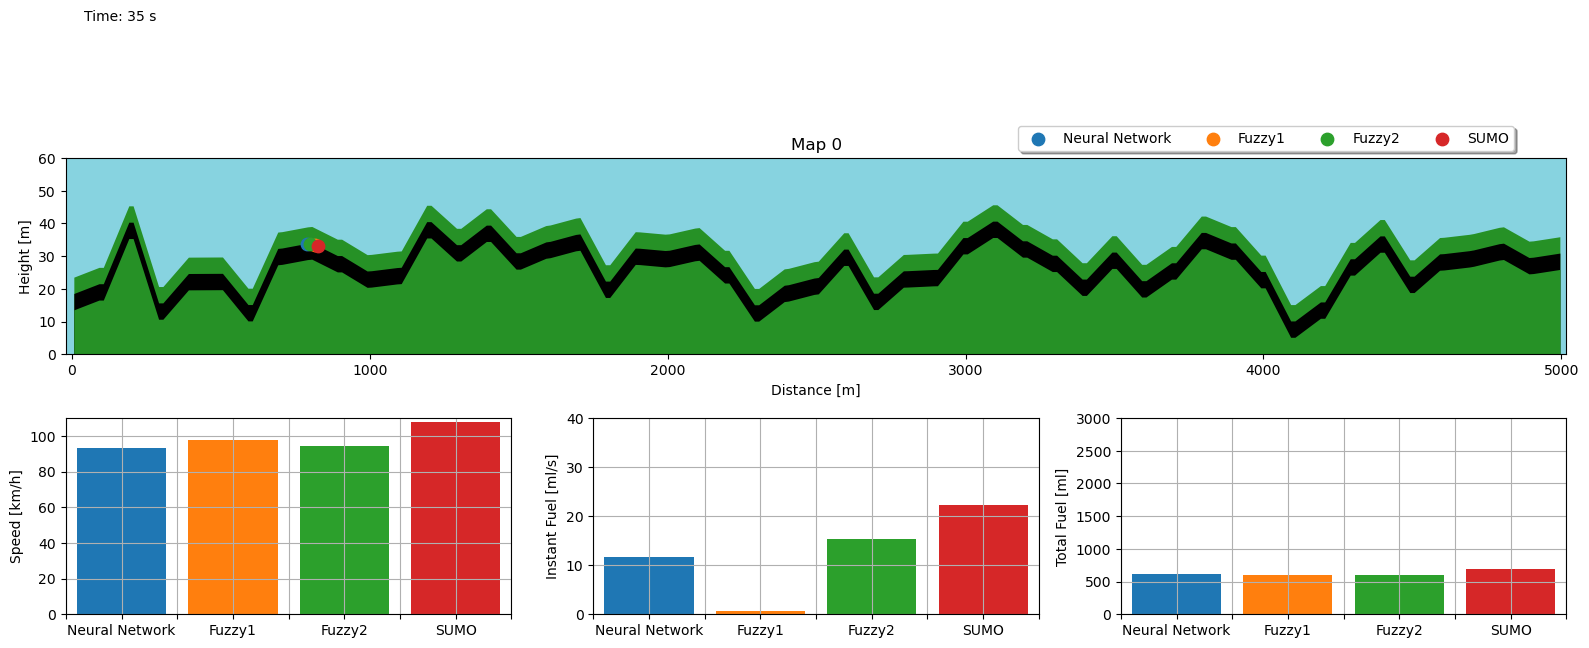 Time: 35 s
Neural Network Fuzzy1 Fuzzy2 SUMO
Map 0
Height [m]
60
50
40
30
20
10
0
0 1000 2000 3000 4000 5000
Distance [m]
Speed [km/h]
100
80
60
40
20
0
Neural Network Fuzzy1 Fuzzy2 SUMO
Instant Fuel [ml/s]
40
30
20
10
0
Neural Network Fuzzy1 Fuzzy2 SUMO
Total Fuel [ml]
3000
2500
2000
1500
1000
500
0
Neural Network Fuzzy1 Fuzzy2 SUMO